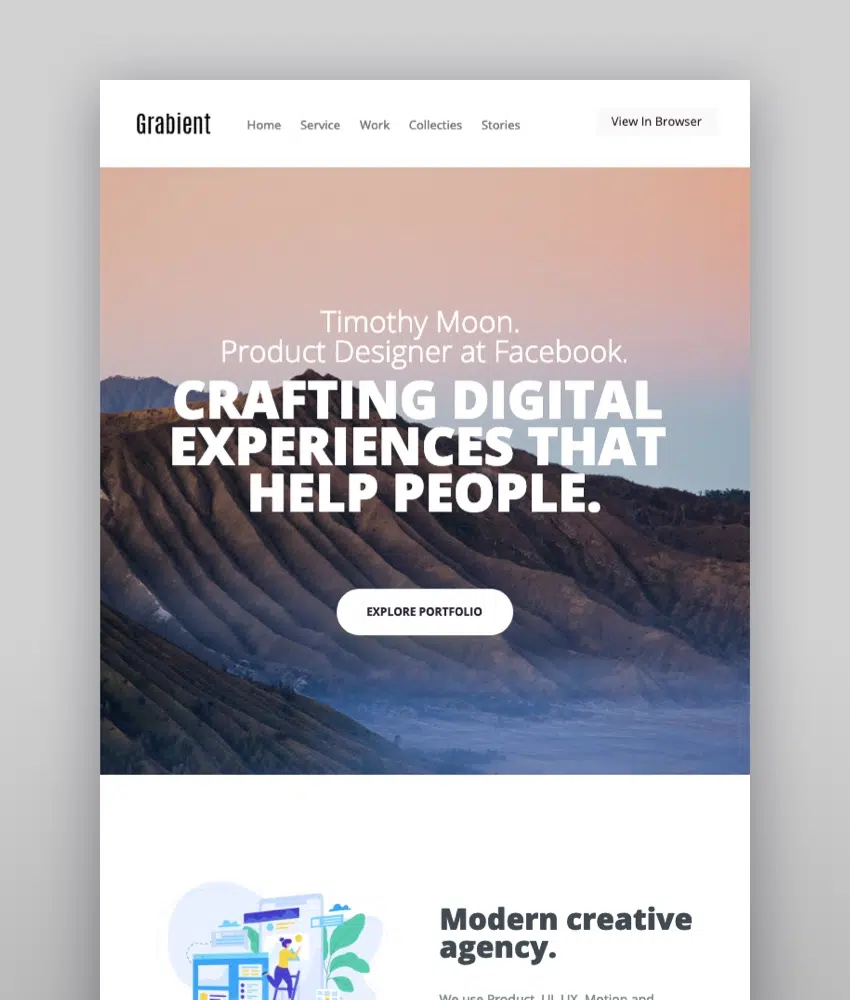 Grabient
Home Service Work Collecties Stories
View In Browser
Timothy Moon.
Product Designer at Facebook.
CRAFTING DIGITAL
EXPERIENCES THAT
HELP PEOPLE.
EXPLORE PORTFOLIO
Modern creative
agency.
We use Product, UI, UX, Motion and